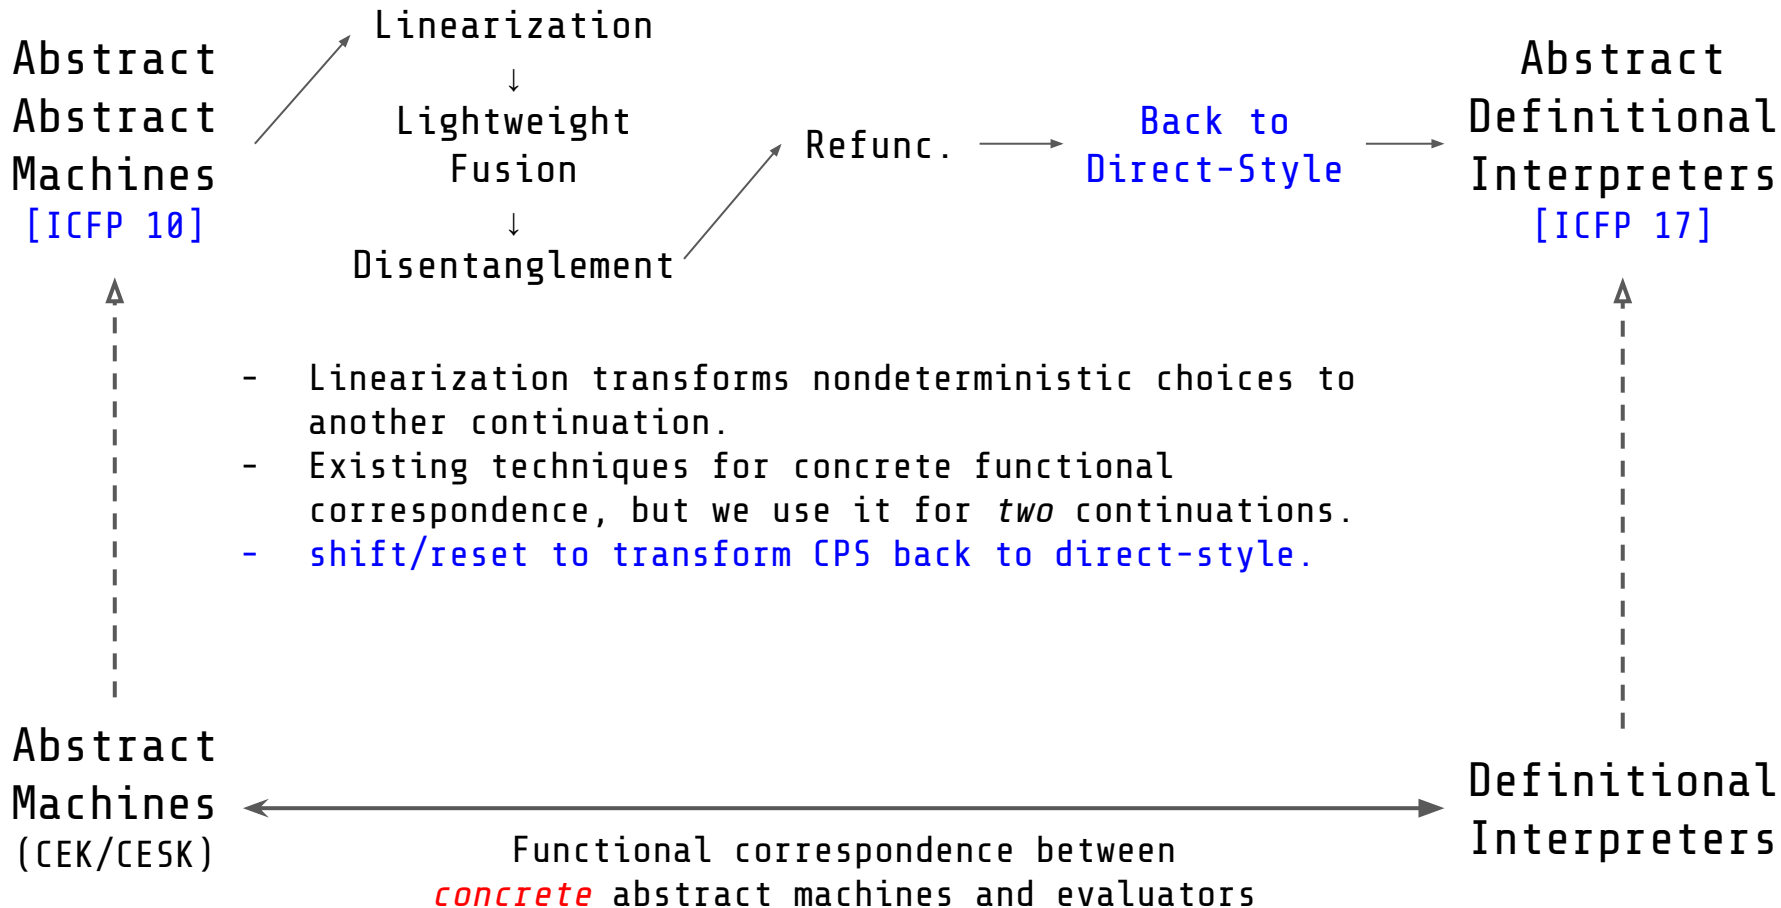 Abstract
Abstract
Machines
[ICFP 10]
Linearization
↓
Lightweight
Fusion
↓
Disentanglement
Refunc.
Back to
Direct-Style
Abstract
Definitional
Interpreters
[ICFP 17]
- Linearization transforms nondeterministic choices to
another continuation.
- Existing techniques for concrete functional
correspondence, but we use it for two continuations.
- shift/reset to transform CPS back to direct-style.
Abstract
Machines
(CEK/CESK)
Functional correspondence between
concrete abstract machines and evaluators
Definitional
Interpreters